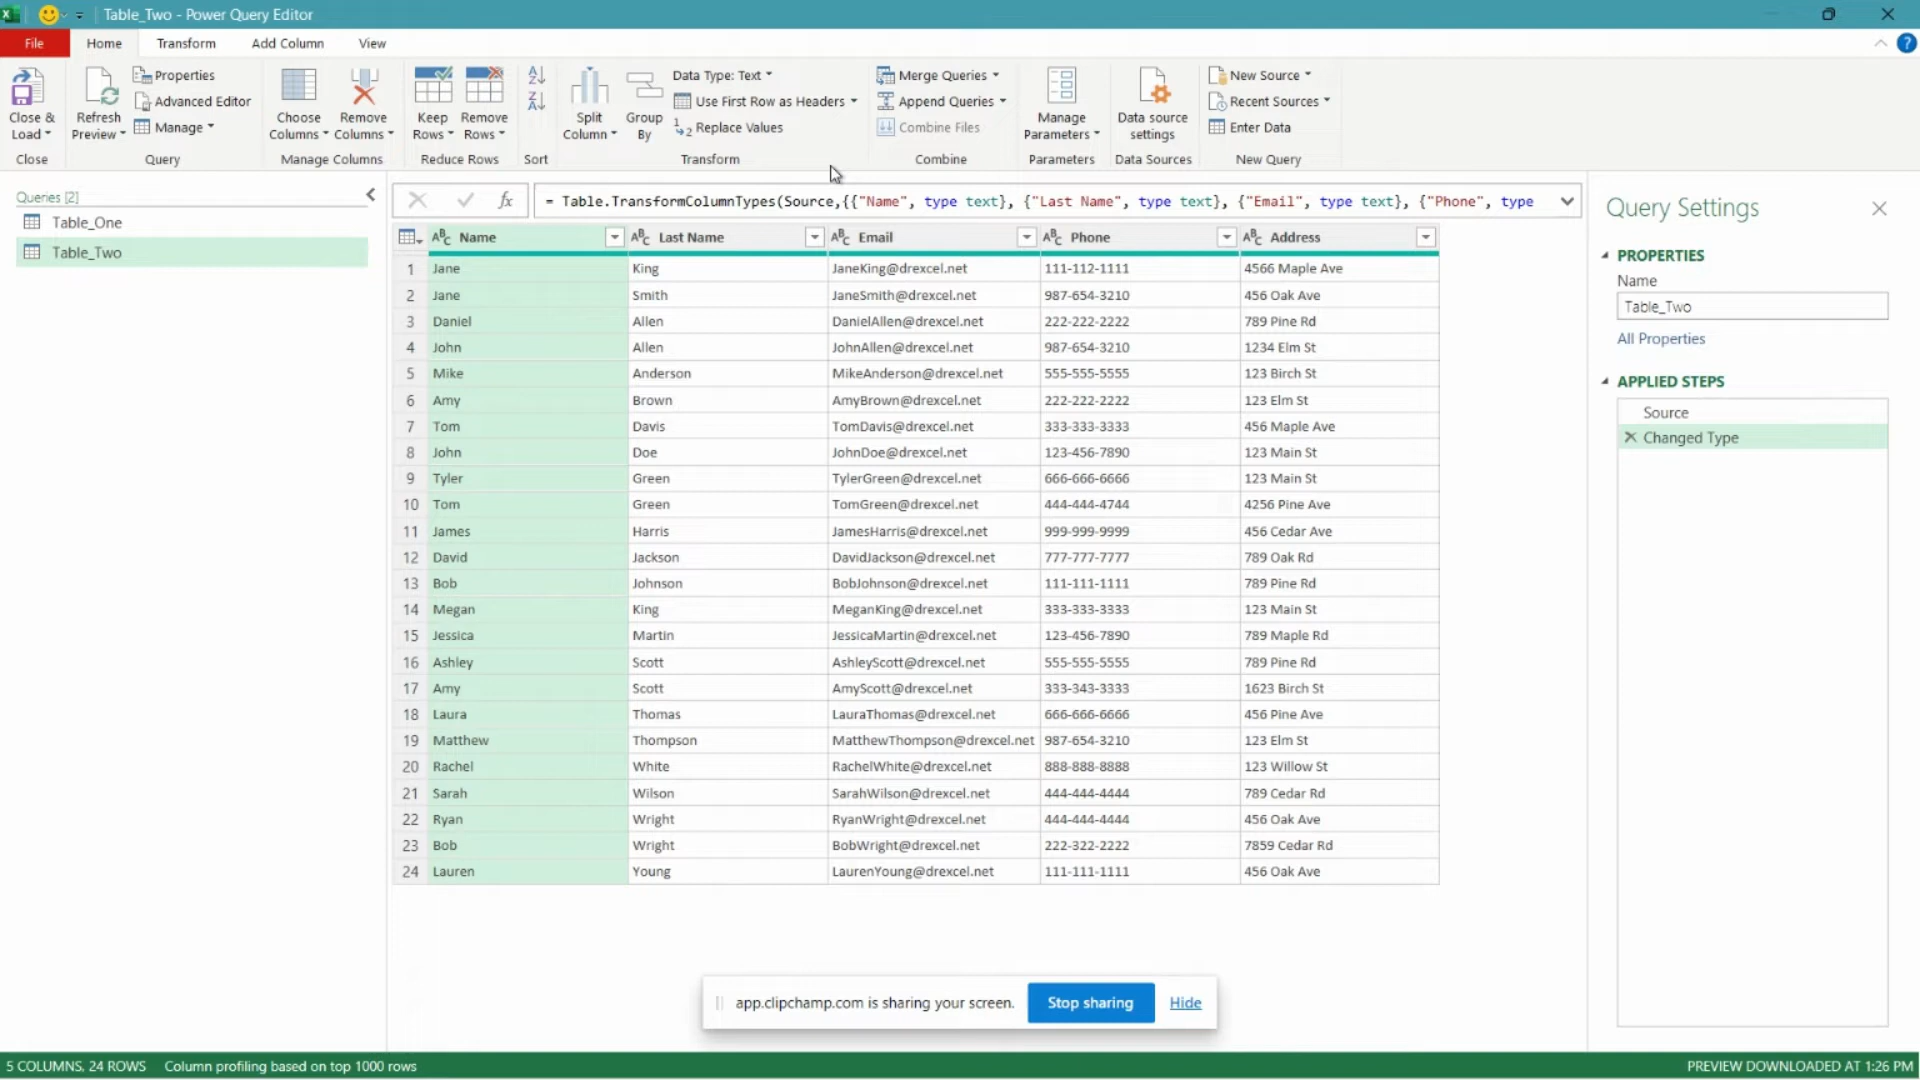 Table_Two - Power Query Editor
File Home Transform Add Column View ?
Close & Load Refresh Preview Properties Advanced Editor Manage Choose Columns Remove Columns Keep Rows Remove Rows Split Column Group By Data Type: Text Use First Row as Headers Replace Values Merge Queries Append Queries Combine Files Manage Parameters Data source settings New Source Recent Sources Enter Data
Close Query Manage Columns Reduce Rows Sort Transform Combine Parameters Data Sources New Query
Queries [2]
Table_One
Table_Two
fx = Table.TransformColumnTypes(Source,{{"Name", type text}, {"Last Name", type text}, {"Email", type text}, {"Phone", type
Name Last Name Email Phone Address
1 Jane King JaneKing@drexcel.net 111-112-1111 4566 Maple Ave
2 Jane Smith JaneSmith@drexcel.net 987-654-3210 456 Oak Ave
3 Daniel Allen DanielAllen@drexcel.net 222-222-2222 789 Pine Rd
4 John Allen JohnAllen@drexcel.net 987-654-3210 1234 Elm St
5 Mike Anderson MikeAnderson@drexcel.net 555-555-5555 123 Birch St
6 Amy Brown AmyBrown@drexcel.net 222-222-2222 123 Elm St
7 Tom Davis TomDavis@drexcel.net 333-333-3333 456 Maple Ave
8 John Doe JohnDoe@drexcel.net 123-456-7890 123 Main St
9 Tyler Green TylerGreen@drexcel.net 666-666-6666 123 Main St
10 Tom Green TomGreen@drexcel.net 444-444-4744 4256 Pine Ave
11 James Harris JamesHarris@drexcel.net 999-999-9999 456 Cedar Ave
12 David Jackson DavidJackson@drexcel.net 777-777-7777 789 Oak Rd
13 Bob Johnson BobJohnson@drexcel.net 111-111-1111 789 Pine Rd
14 Megan King MeganKing@drexcel.net 333-333-3333 123 Main St
15 Jessica Martin JessicaMartin@drexcel.net 123-456-7890 789 Maple Rd
16 Ashley Scott AshleyScott@drexcel.net 555-555-5555 789 Pine Rd
17 Amy Scott AmyScott@drexcel.net 333-343-3333 1623 Birch St
18 Laura Thomas LauraThomas@drexcel.net 666-666-6666 456 Pine Ave
19 Matthew Thompson MatthewThompson@drexcel.net 987-654-3210 123 Elm St
20 Rachel White RachelWhite@drexcel.net 888-888-8888 123 Willow St
21 Sarah Wilson SarahWilson@drexcel.net 444-444-4444 789 Cedar Rd
22 Ryan Wright RyanWright@drexcel.net 444-444-4444 456 Oak Ave
23 Bob Wright BobWright@drexcel.net 222-322-2222 7859 Cedar Rd
24 Lauren Young LaurenYoung@drexcel.net 111-111-1111 456 Oak Ave
Query Settings
PROPERTIES
Name
Table_Two
All Properties
APPLIED STEPS
Source
Changed Type
app.clipchamp.com is sharing your screen. Stop sharing Hide
5 COLUMNS, 24 ROWS Column profiling based on top 1000 rows PREVIEW DOWNLOADED AT 1:26 PM